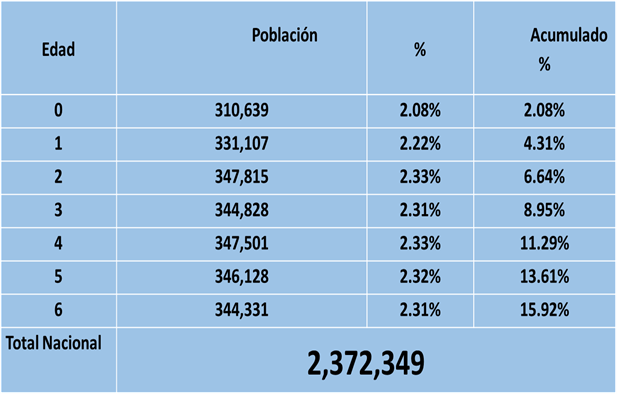 Edad Población % Acumulado
%
0 310,639 2.08% 2.08%
1 331,107 2.22% 4.31%
2 347,815 2.33% 6.64%
3 344,828 2.31% 8.95%
4 347,501 2.33% 11.29%
5 346,128 2.32% 13.61%
6 344,331 2.31% 15.92%
Total Nacional 2,372,349